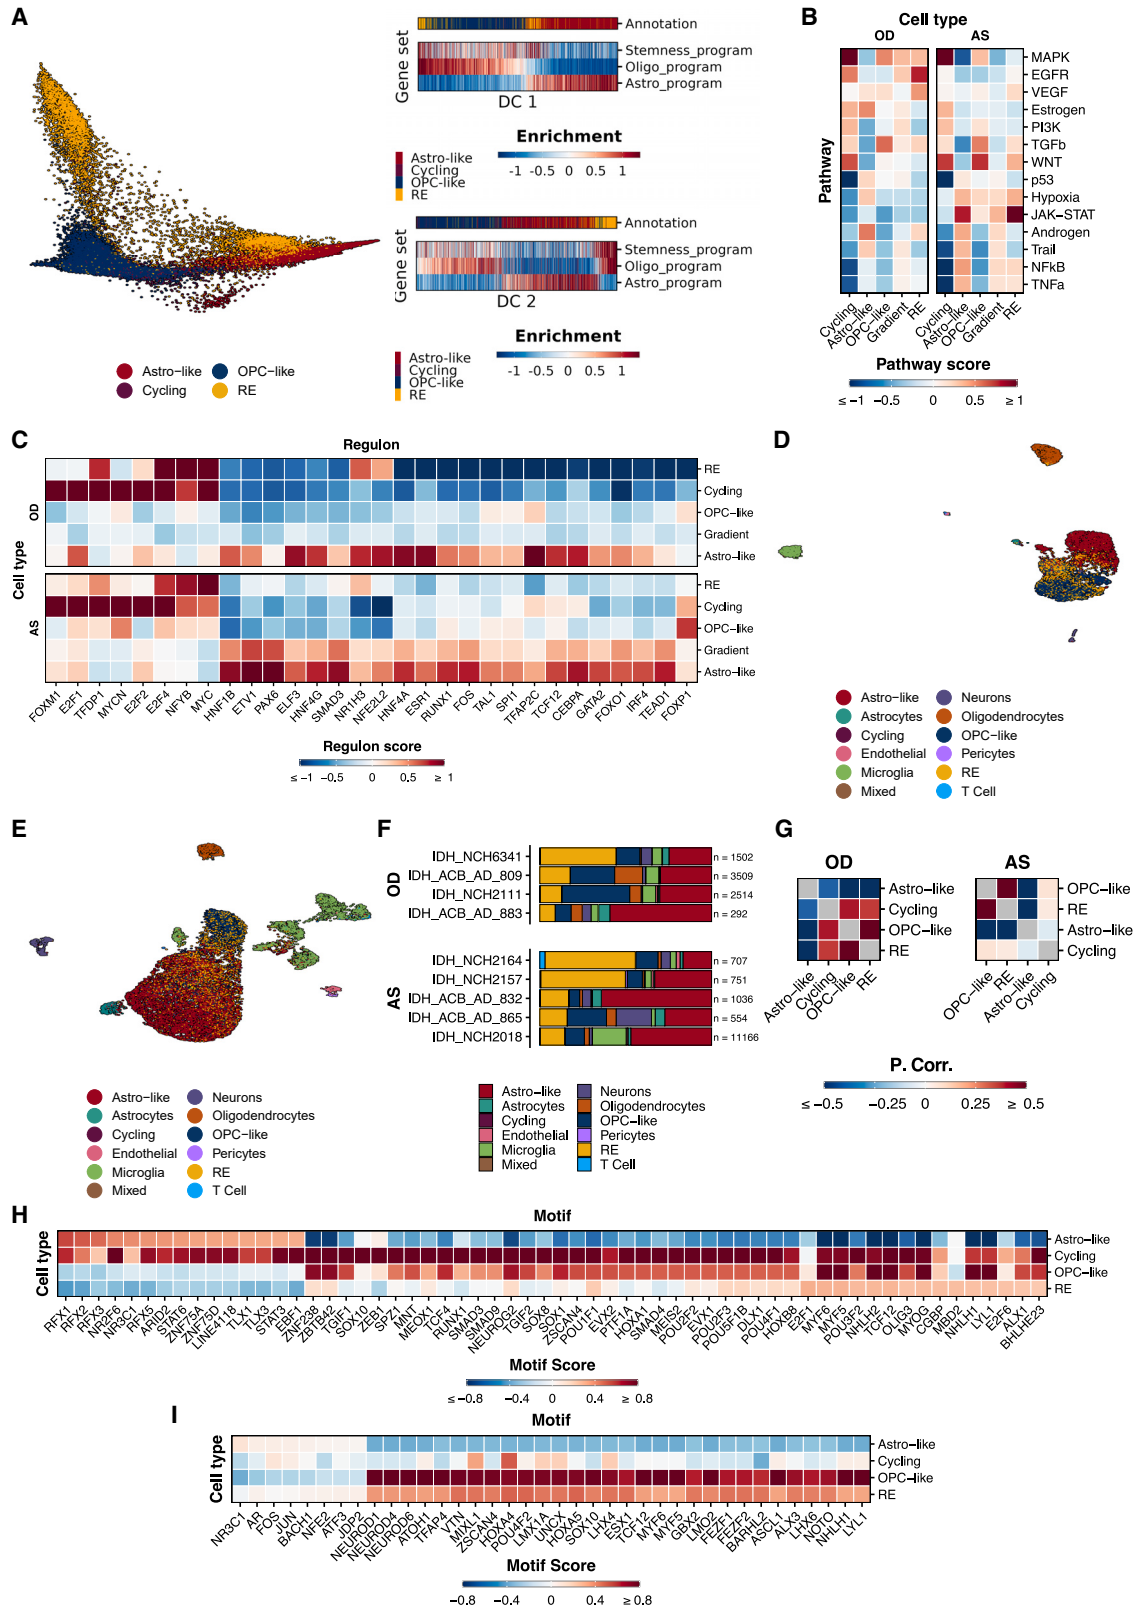 A
Annotation
Gene set
Stemness_program
Oligo_program
Astro_program
DC 1
Enrichment
-1 -0.5 0 0.5 1
Astro-like
Cycling
OPC-like
RE
Annotation
Gene set
Stemness_program
Oligo_program
Astro_program
DC 2
Enrichment
-1 -0.5 0 0.5 1
Astro-like
Cycling
OPC-like
RE
Astro−like
OPC−like
Cycling
RE
B
Cell type
OD AS
Pathway
MAPK
EGFR
VEGF
Estrogen
PI3K
TGFb
WNT
p53
Hypoxia
JAK−STAT
Androgen
Trail
NFkB
TNFa
Cycling Astro−like OPC−like Gradient RE
Cycling Astro−like OPC−like Gradient RE
Pathway score
≤ −1 −0.5 0 0.5 ≥ 1
C
Regulon
Cell type
OD
RE
Cycling
OPC−like
Gradient
Astro−like
AS
RE
Cycling
OPC−like
Gradient
Astro−like
FOXM1 E2F1 TFDP1 MYCN E2F2 E2F4 NFYB MYC HNF1B ETV1 PAX6 ELF3 HNF4G SMAD3 NR1H3 NFE2L2 HNF4A ESR1 RUNX1 FOS TAL1 SPI1 TFAP2C TCF12 CEBPA GATA2 FOXO1 IRF4 TEAD1 FOXP1
Regulon score
≤ −1 −0.5 0 0.5 ≥ 1
D
Astro−like
Neurons
Astrocytes
Oligodendrocytes
Cycling
OPC−like
Endothelial
Pericytes
Microglia
RE
Mixed
T Cell
E
Astro−like
Neurons
Astrocytes
Oligodendrocytes
Cycling
OPC−like
Endothelial
Pericytes
Microglia
RE
Mixed
T Cell
F
OD
IDH_NCH6341 n = 1502
IDH_ACB_AD_809 n = 3509
IDH_NCH2111 n = 2514
IDH_ACB_AD_883 n = 292
AS
IDH_NCH2164 n = 707
IDH_NCH2157 n = 751
IDH_ACB_AD_832 n = 1036
IDH_ACB_AD_865 n = 554
IDH_NCH2018 n = 11166
Astro−like
Neurons
Astrocytes
Oligodendrocytes
Cycling
OPC−like
Endothelial
Pericytes
Microglia
RE
Mixed
T Cell
G
OD
Astro−like
Cycling
OPC−like
RE
Astro−like Cycling OPC−like RE
AS
OPC−like
RE
Astro−like
Cycling
OPC−like RE Astro−like Cycling
P. Corr.
≤ −0.5 −0.25 0 0.25 ≥ 0.5
H
Motif
Cell type
Astro−like
Cycling
OPC−like
RE
RFX1 RFX2 RFX3 NR2F6 NR3C1 RFX5 ARID2 STAT6 ZNF75A ZNF75D LINE4118 TLX1 TLX3 STAT3 EBF1 ZNF238 ZBTB42 TGIF1 SOX10 ZEB1 SPZ1 MNT MEOX1 TCF4 RUNX1 SMAD3 SMAD9 NEUROG2 TGIF2 SOX8 SOX1 ZSCAN4 POU1F1 EVX2 PTF1A HOXA1 SMAD4 MEIS2 POU2F2 EVX1 POU2F3 POU5F1B DLX1 POU4F1 HOXB8 E2F1 MYF6 MYF5 POU3F2 NHLH2 TCF12 OLIG3 MYOG CGBP MBD2 NHLH1 LYL1 E2F6 ALX1 BHLHE23
Motif Score
≤ −0.8 −0.4 0 0.4 ≥ 0.8
I
Motif
Cell type
Astro−like
Cycling
OPC−like
RE
NR3C1 AR FOS JUN BACH1 NFE2 ATF3 JDP2 NEUROD1 NEUROD4 NEUROD6 ATOH1 TFAP4 VTN MIXL1 ZSCAN4 HOXA4 POU4F2 LMX1A UNCX HOXA5 SOX10 LHX4 ESX1 TCF12 MYF6 MYF5 GBX2 LMO2 FEZF1 FEZF2 BARHL2 ASCL1 ALX3 LHX6 NOTO NHLH1 LYL1
Motif Score
−0.8 −0.4 0 0.4 ≥ 0.8